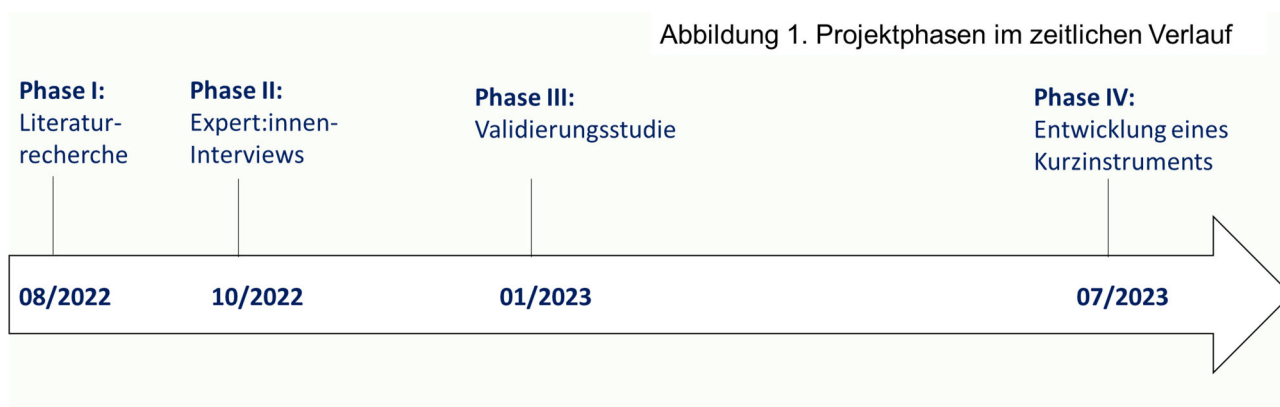 Abbildung 1. Projektphasen im zeitlichen Verlauf
Phase I:
Literatur-
recherche
Phase II:
Expert:innen-
Interviews
Phase III:
Validierungsstudie
Phase IV:
Entwicklung eines
Kurzinstruments
08/2022
10/2022
01/2023
07/2023